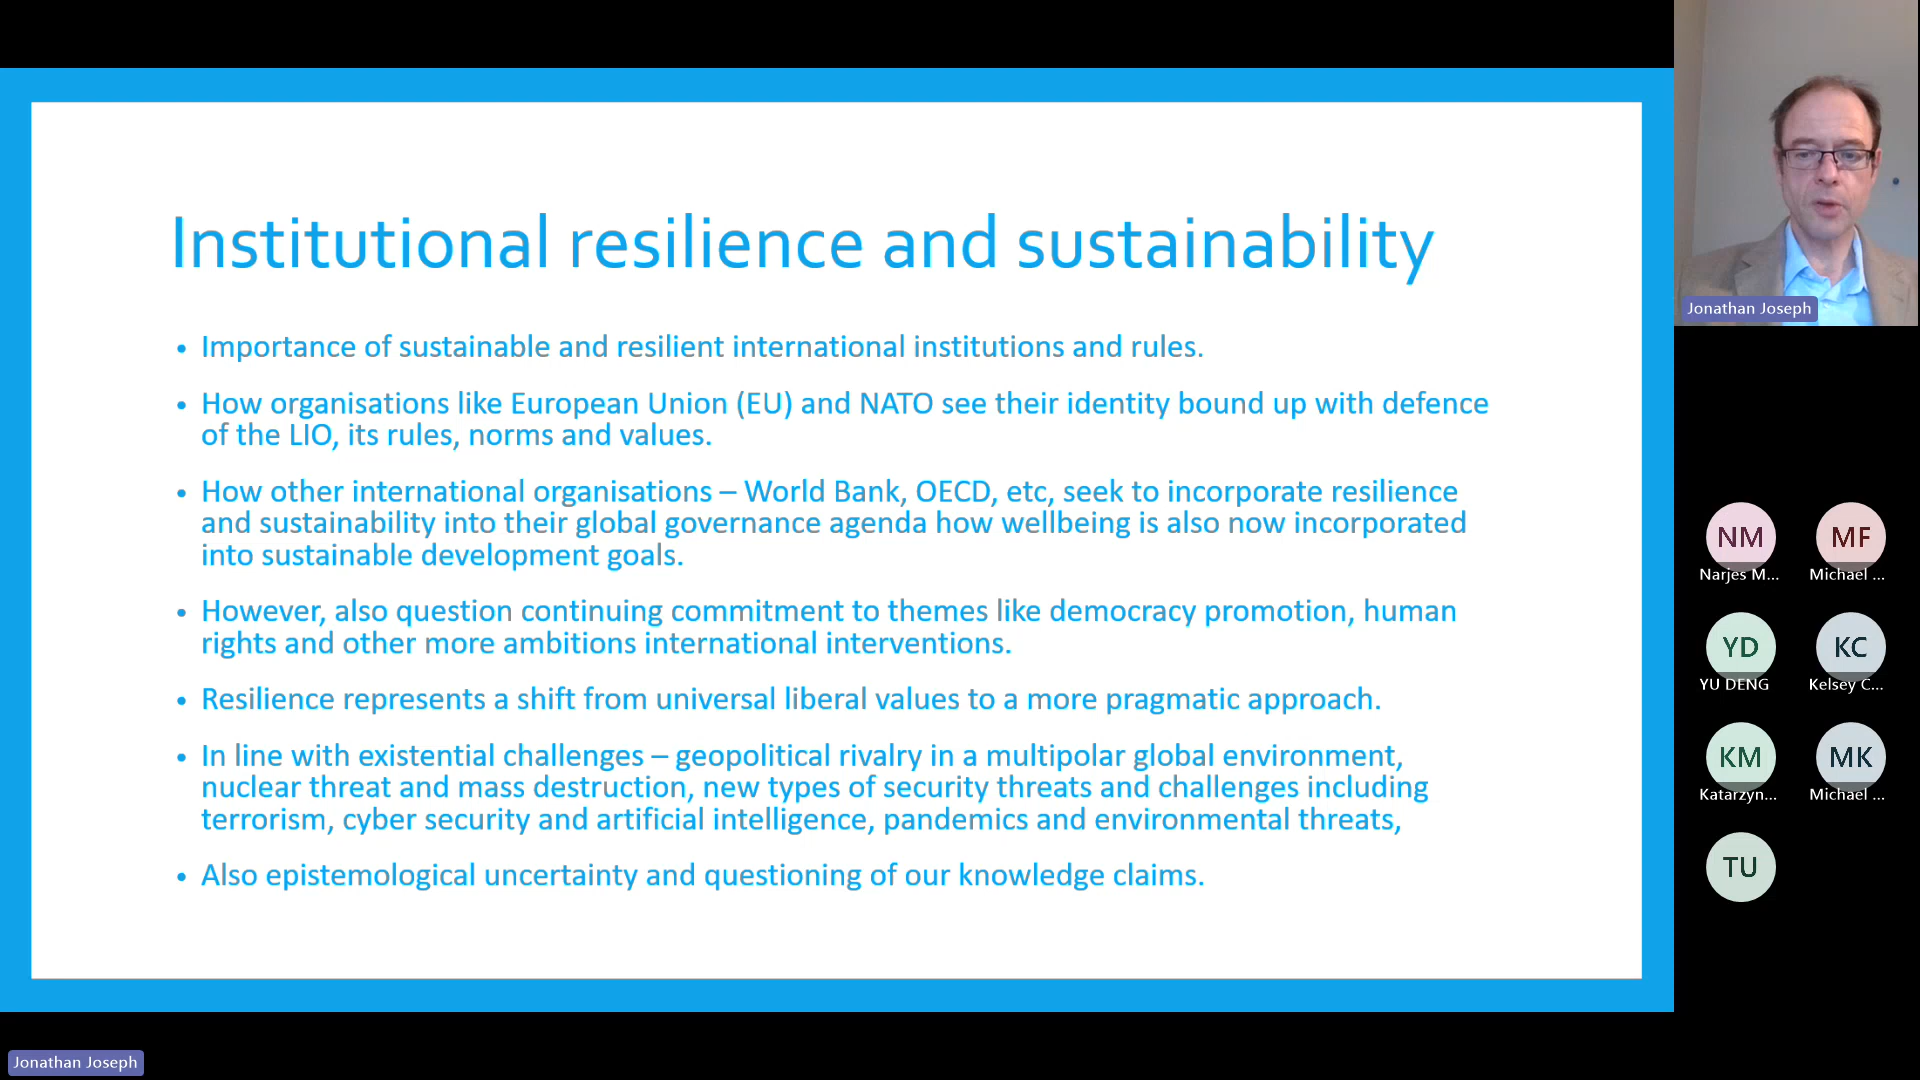 Institutional resilience and sustainability
• Importance of sustainable and resilient international institutions and rules.
• How organisations like European Union (EU) and NATO see their identity bound up with defence
of the LIO, its rules, norms and values.
• How other international organisations – World Bank, OECD, etc, seek to incorporate resilience
and sustainability into their global governance agenda how wellbeing is also now incorporated
into sustainable development goals.
• However, also question continuing commitment to themes like democracy promotion, human
rights and other more ambitions international interventions.
• Resilience represents a shift from universal liberal values to a more pragmatic approach.
• In line with existential challenges – geopolitical rivalry in a multipolar global environment,
nuclear threat and mass destruction, new types of security threats and challenges including
terrorism, cyber security and artificial intelligence, pandemics and environmental threats,
• Also epistemological uncertainty and questioning of our knowledge claims.
Jonathan Joseph
NM
Narjes M...
MF
Michael ...
YD
YU DENG
KC
Kelsey C...
KM
Katarzyn...
MK
Michael ...
TU
Jonathan Joseph